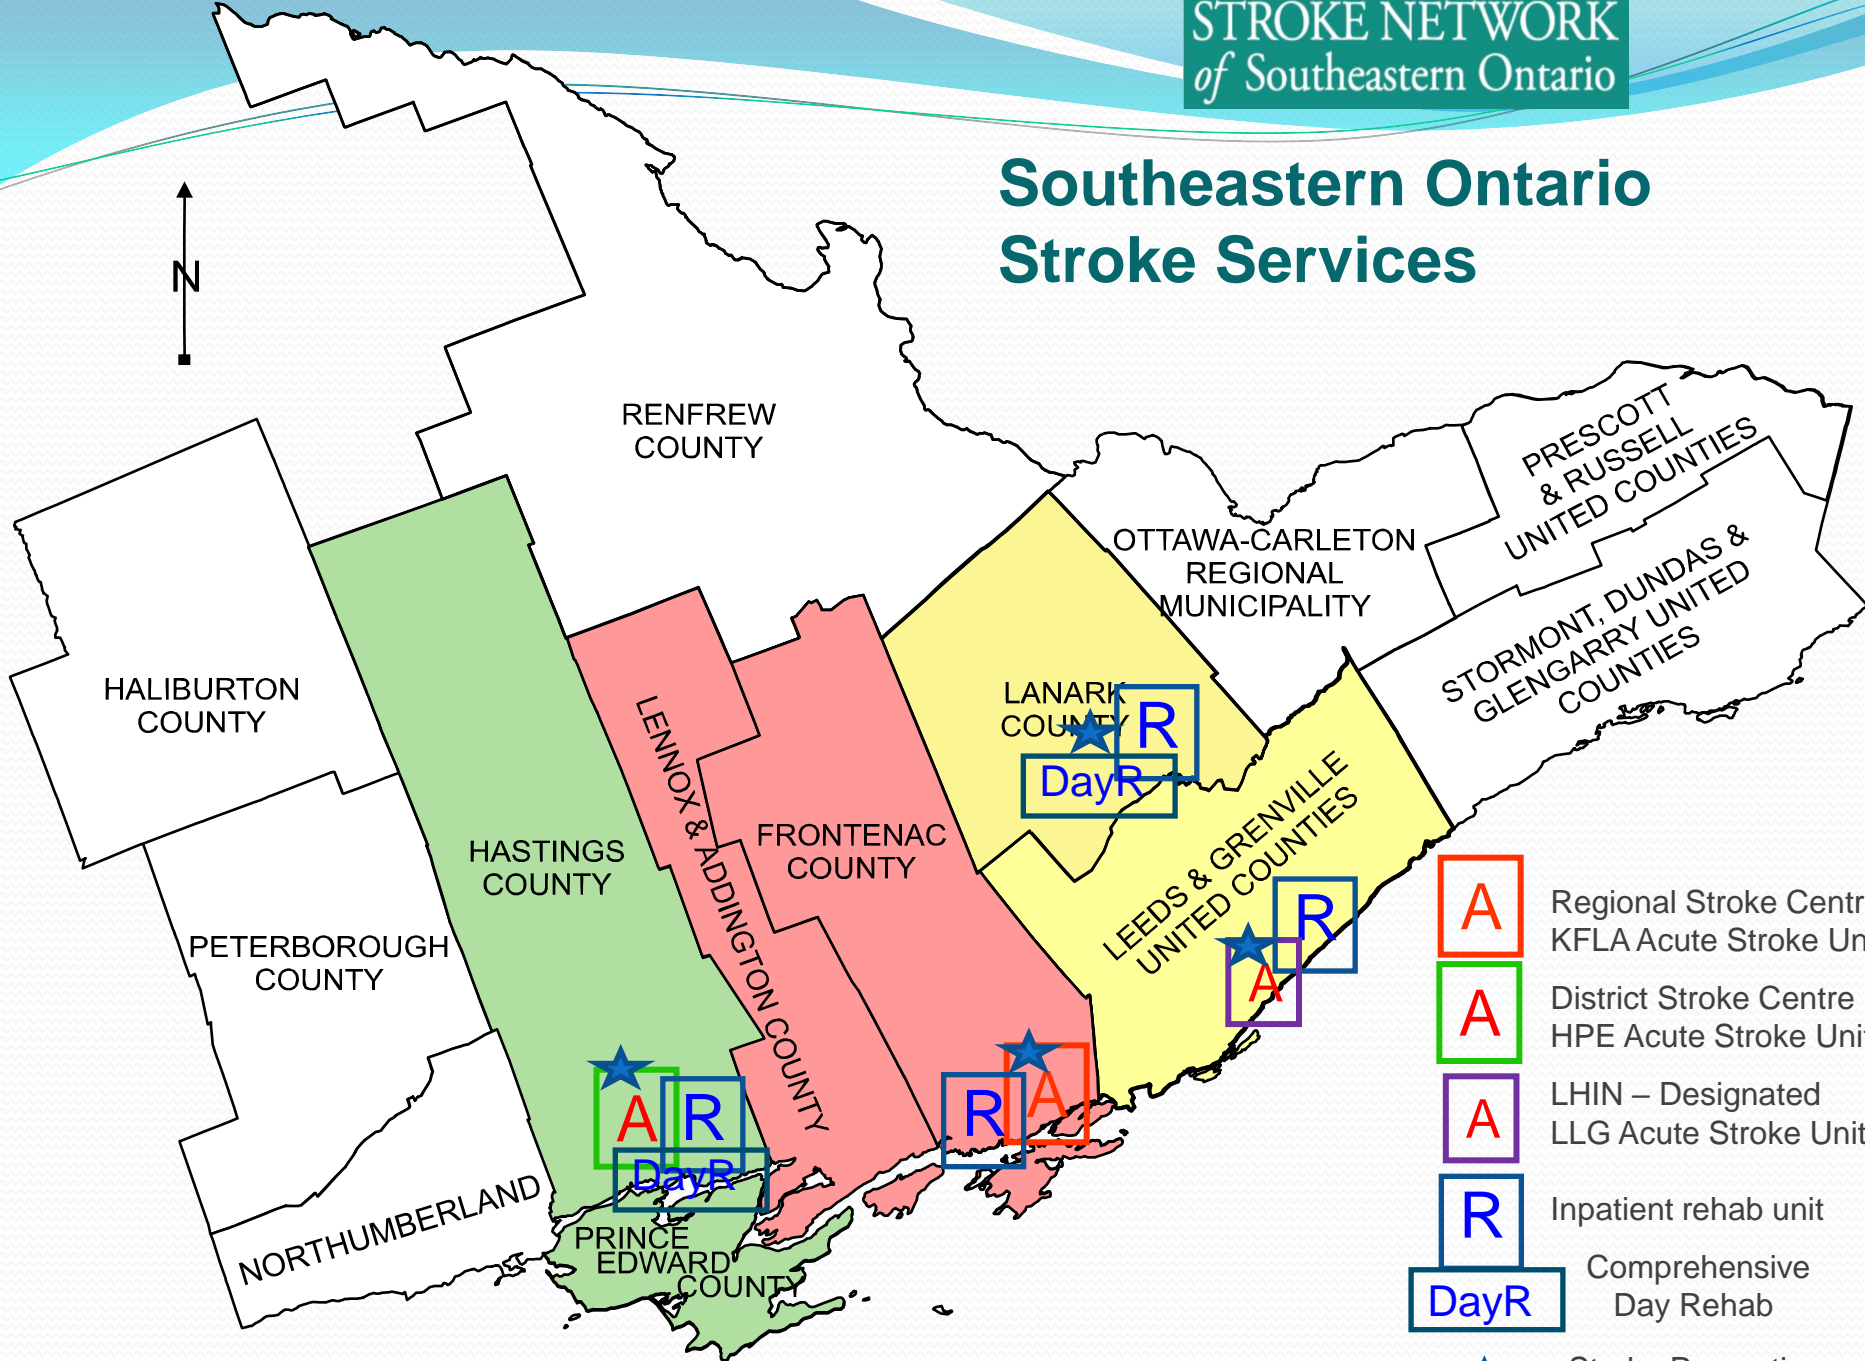 STROKE NETWORK
of Southeastern Ontario
Southeastern Ontario
Stroke Services
N
RENFREW
COUNTY
PRESCOTT
& RUSSELL
UNITED COUNTIES
OTTAWA-CARLETON
REGIONAL
MUNICIPALITY
STORMONT, DUNDAS &
GLENGARRY UNITED
COUNTIES
HALIBURTON
COUNTY
LANARK
COUNTY
R
DayR
LENNOX & ADDINGTON COUNTY
HASTINGS
COUNTY
FRONTENAC
COUNTY
LEEDS & GRENVILLE
UNITED COUNTIES
R
A
PETERBOROUGH
COUNTY
A
R
DayR
R
A
NORTHUMBERLAND
PRINCE
EDWARD
COUNTY
A
Regional Stroke Centr
KFLA Acute Stroke Un
A
District Stroke Centre
HPE Acute Stroke Unit
A
LHIN – Designated
LLG Acute Stroke Unit
R
Inpatient rehab unit
DayR
Comprehensive
Day Rehab